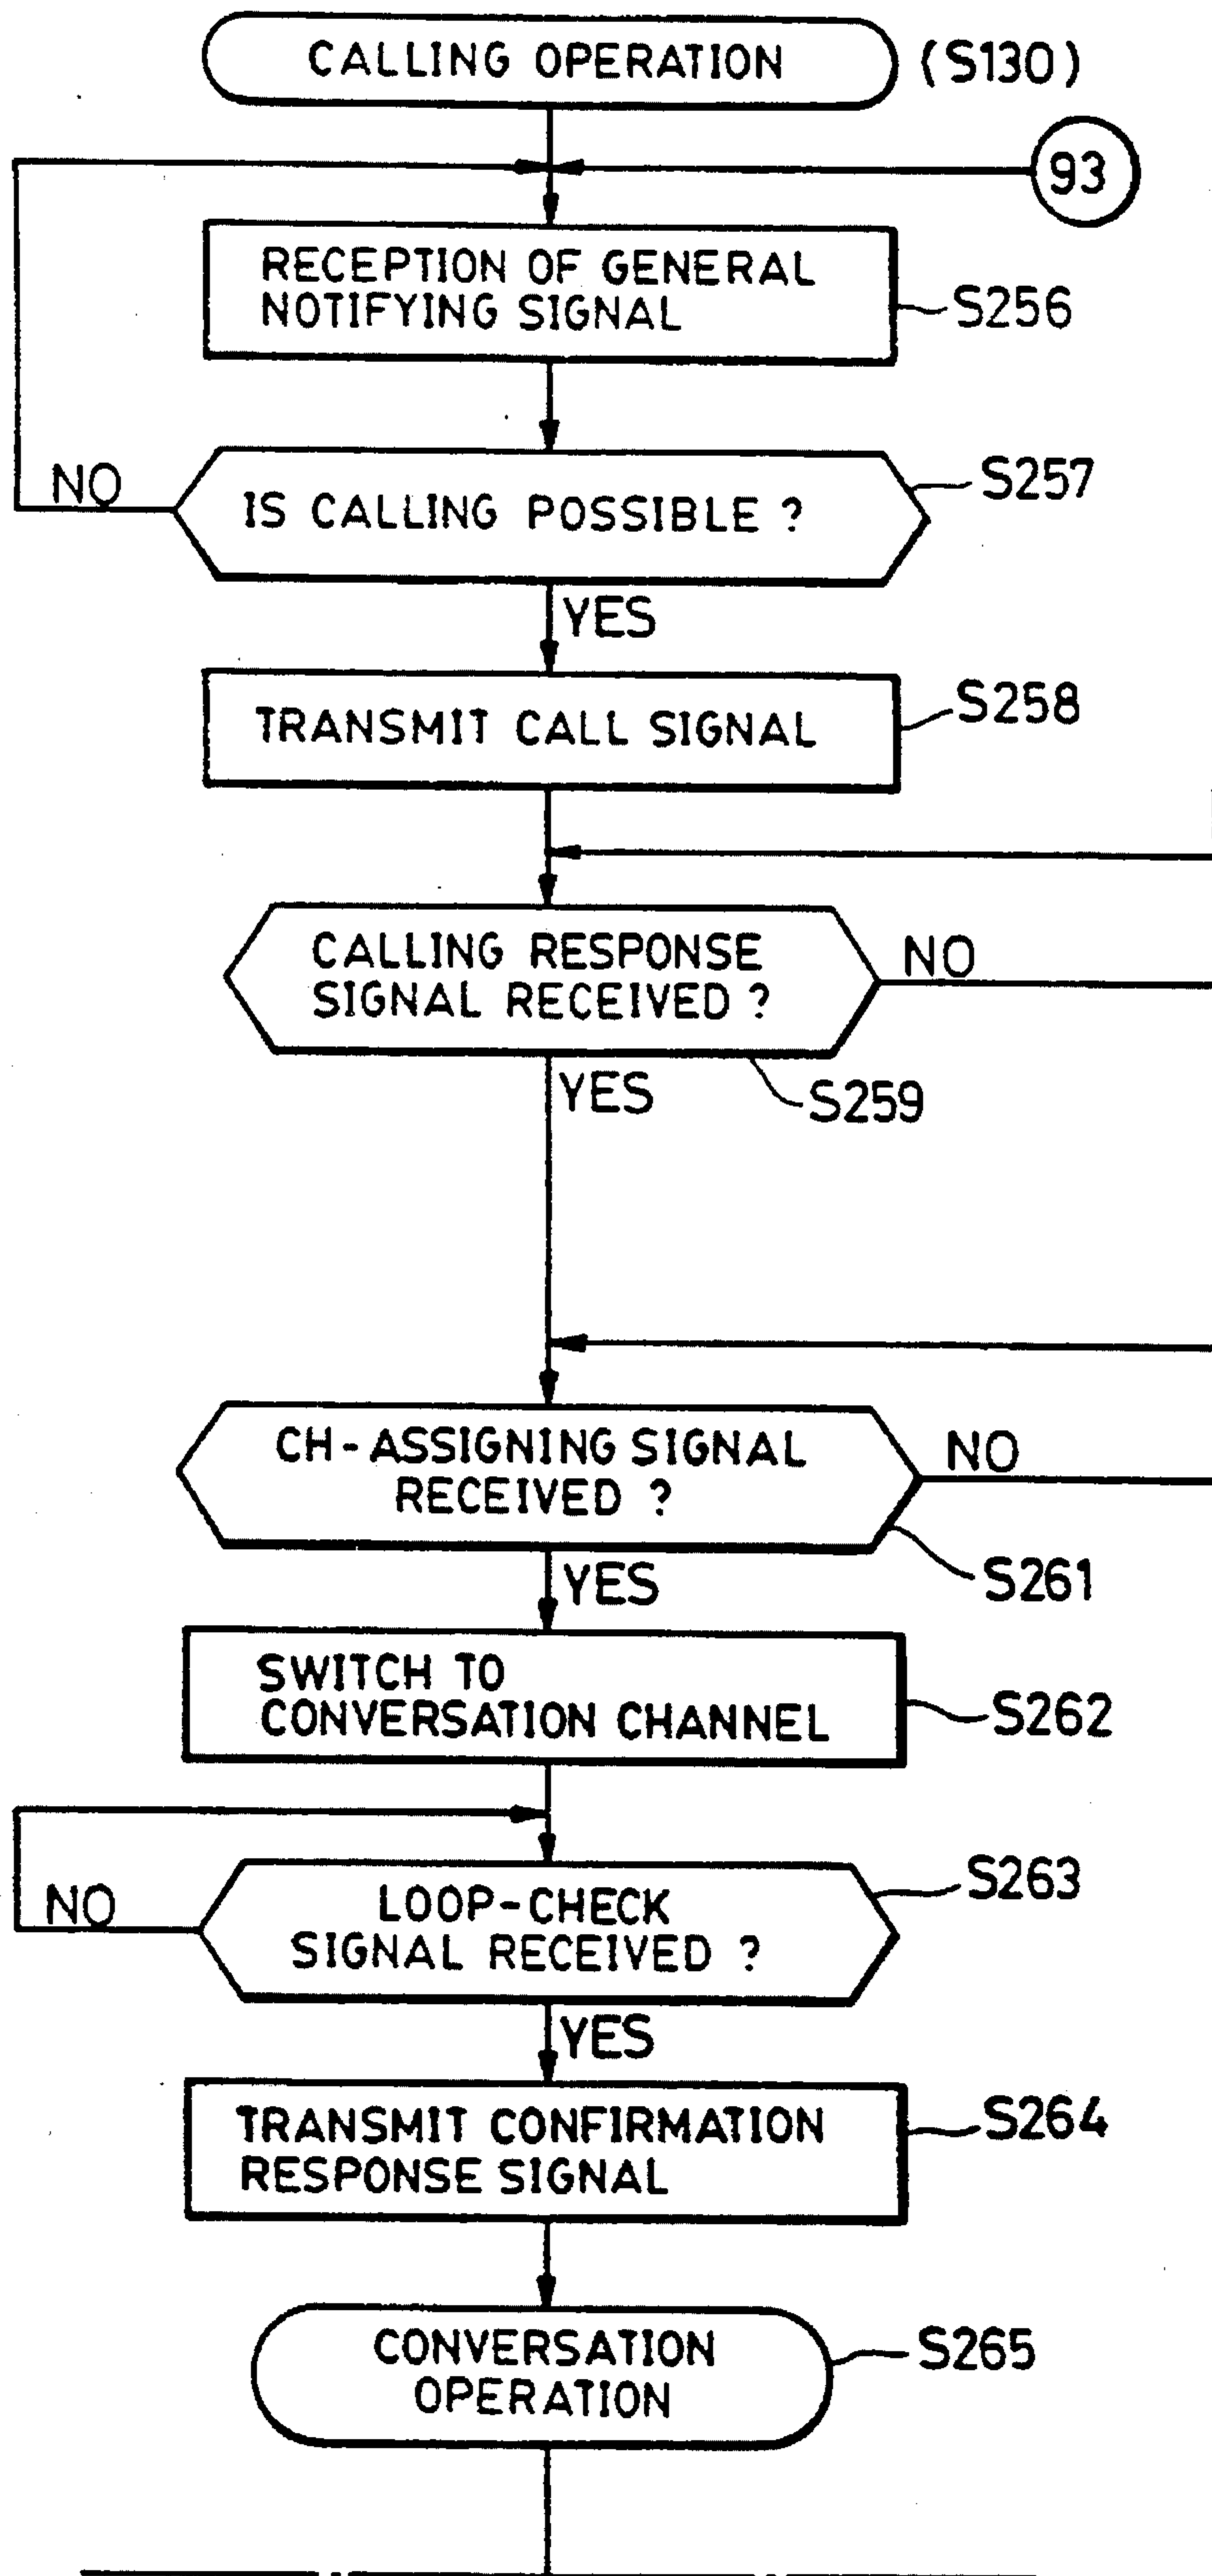 CALLING OPERATION (S130)
93
RECEPTION OF GENERAL
NOTIFYING SIGNAL
S256
NO
IS CALLING POSSIBLE ?
S257
YES
TRANSMIT CALL SIGNAL
S258
CALLING RESPONSE
SIGNAL RECEIVED ?
NO
YES
S259
CH-ASSIGNING SIGNAL
RECEIVED ?
NO
YES
S261
SWITCH TO
CONVERSATION CHANNEL
S262
NO
LOOP-CHECK
SIGNAL RECEIVED ?
S263
YES
TRANSMIT CONFIRMATION
RESPONSE SIGNAL
S264
CONVERSATION
OPERATION
S265